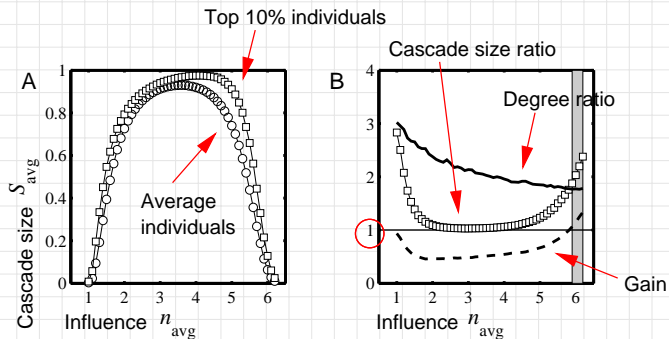 Top 10% individuals
A
Cascade size S_avg
1
0.8
0.6
0.4
0.2
0
Average
individuals
1 2 3 4 5 6
Influence n_avg
B
Cascade size ratio
Degree ratio
4
3
2
1
0
Gain
1 2 3 4 5 6
Influence n_avg